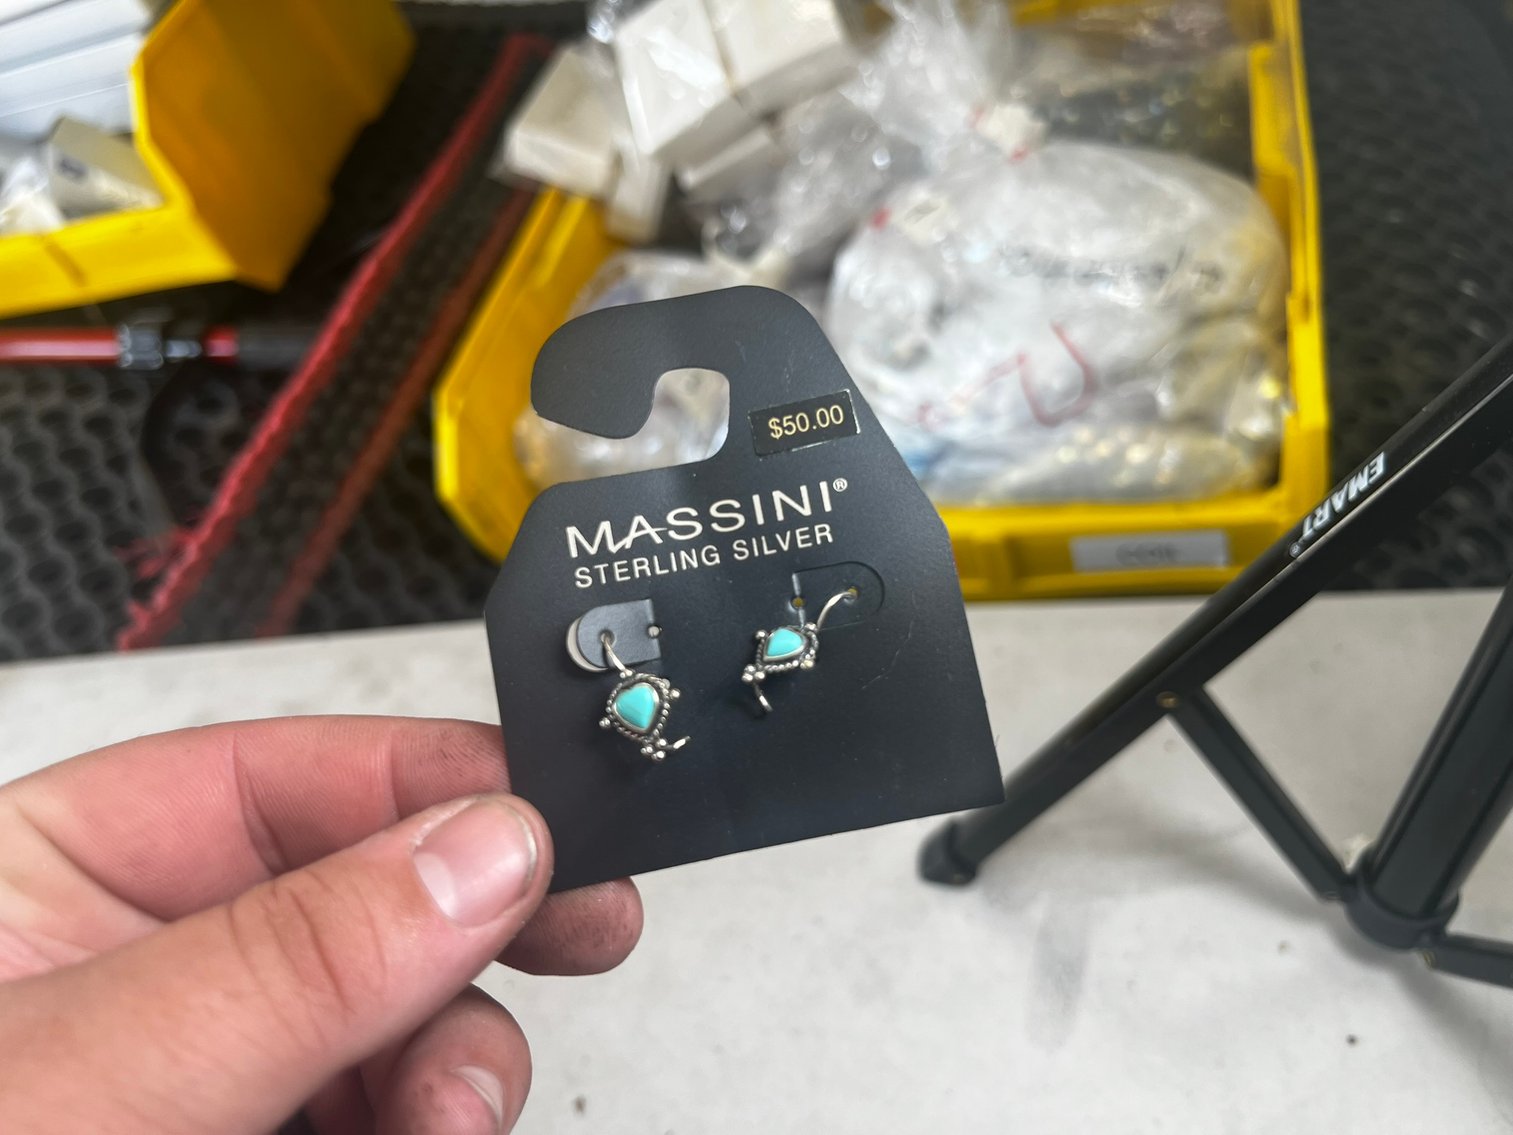 $50.00
MASSINI®
STERLING SILVER
EMART